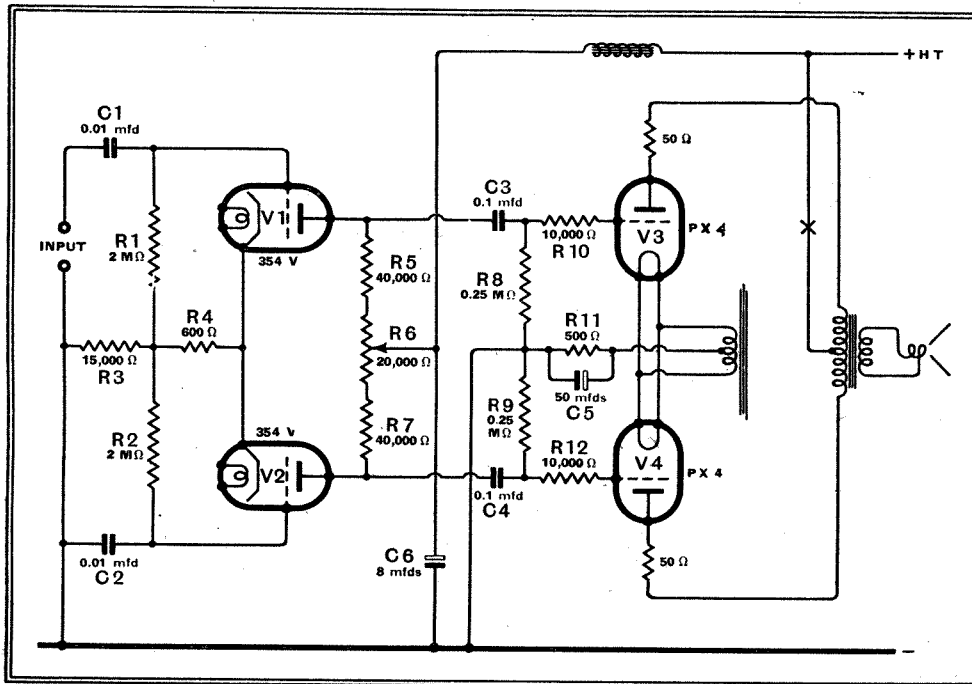 +HT
C1
0.01 mfd
50 Ω
V1
C3
0.1 mfd
10,000 Ω
R10
V3
PX 4
INPUT
R1
2 MΩ
354 V
R5
40,000 Ω
R8
0.25 MΩ
R4
600 Ω
R6
20,000 Ω
R11
500 Ω
15,000 Ω
R3
50 mfds
C5
R2
2 MΩ
354 V
R7
40,000 Ω
R9
0.25
MΩ
R12
10,000 Ω
V2
V4
PX 4
0.1 mfd
C4
0.01 mfd
C2
C6
8 mfds
50 Ω
–